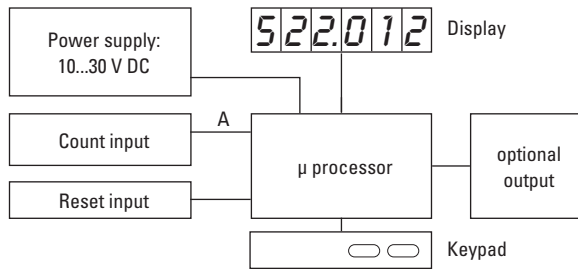 Power supply:
10...30 V DC
522.012
Display
A
Count input
µ processor
optional
output
Reset input
Keypad